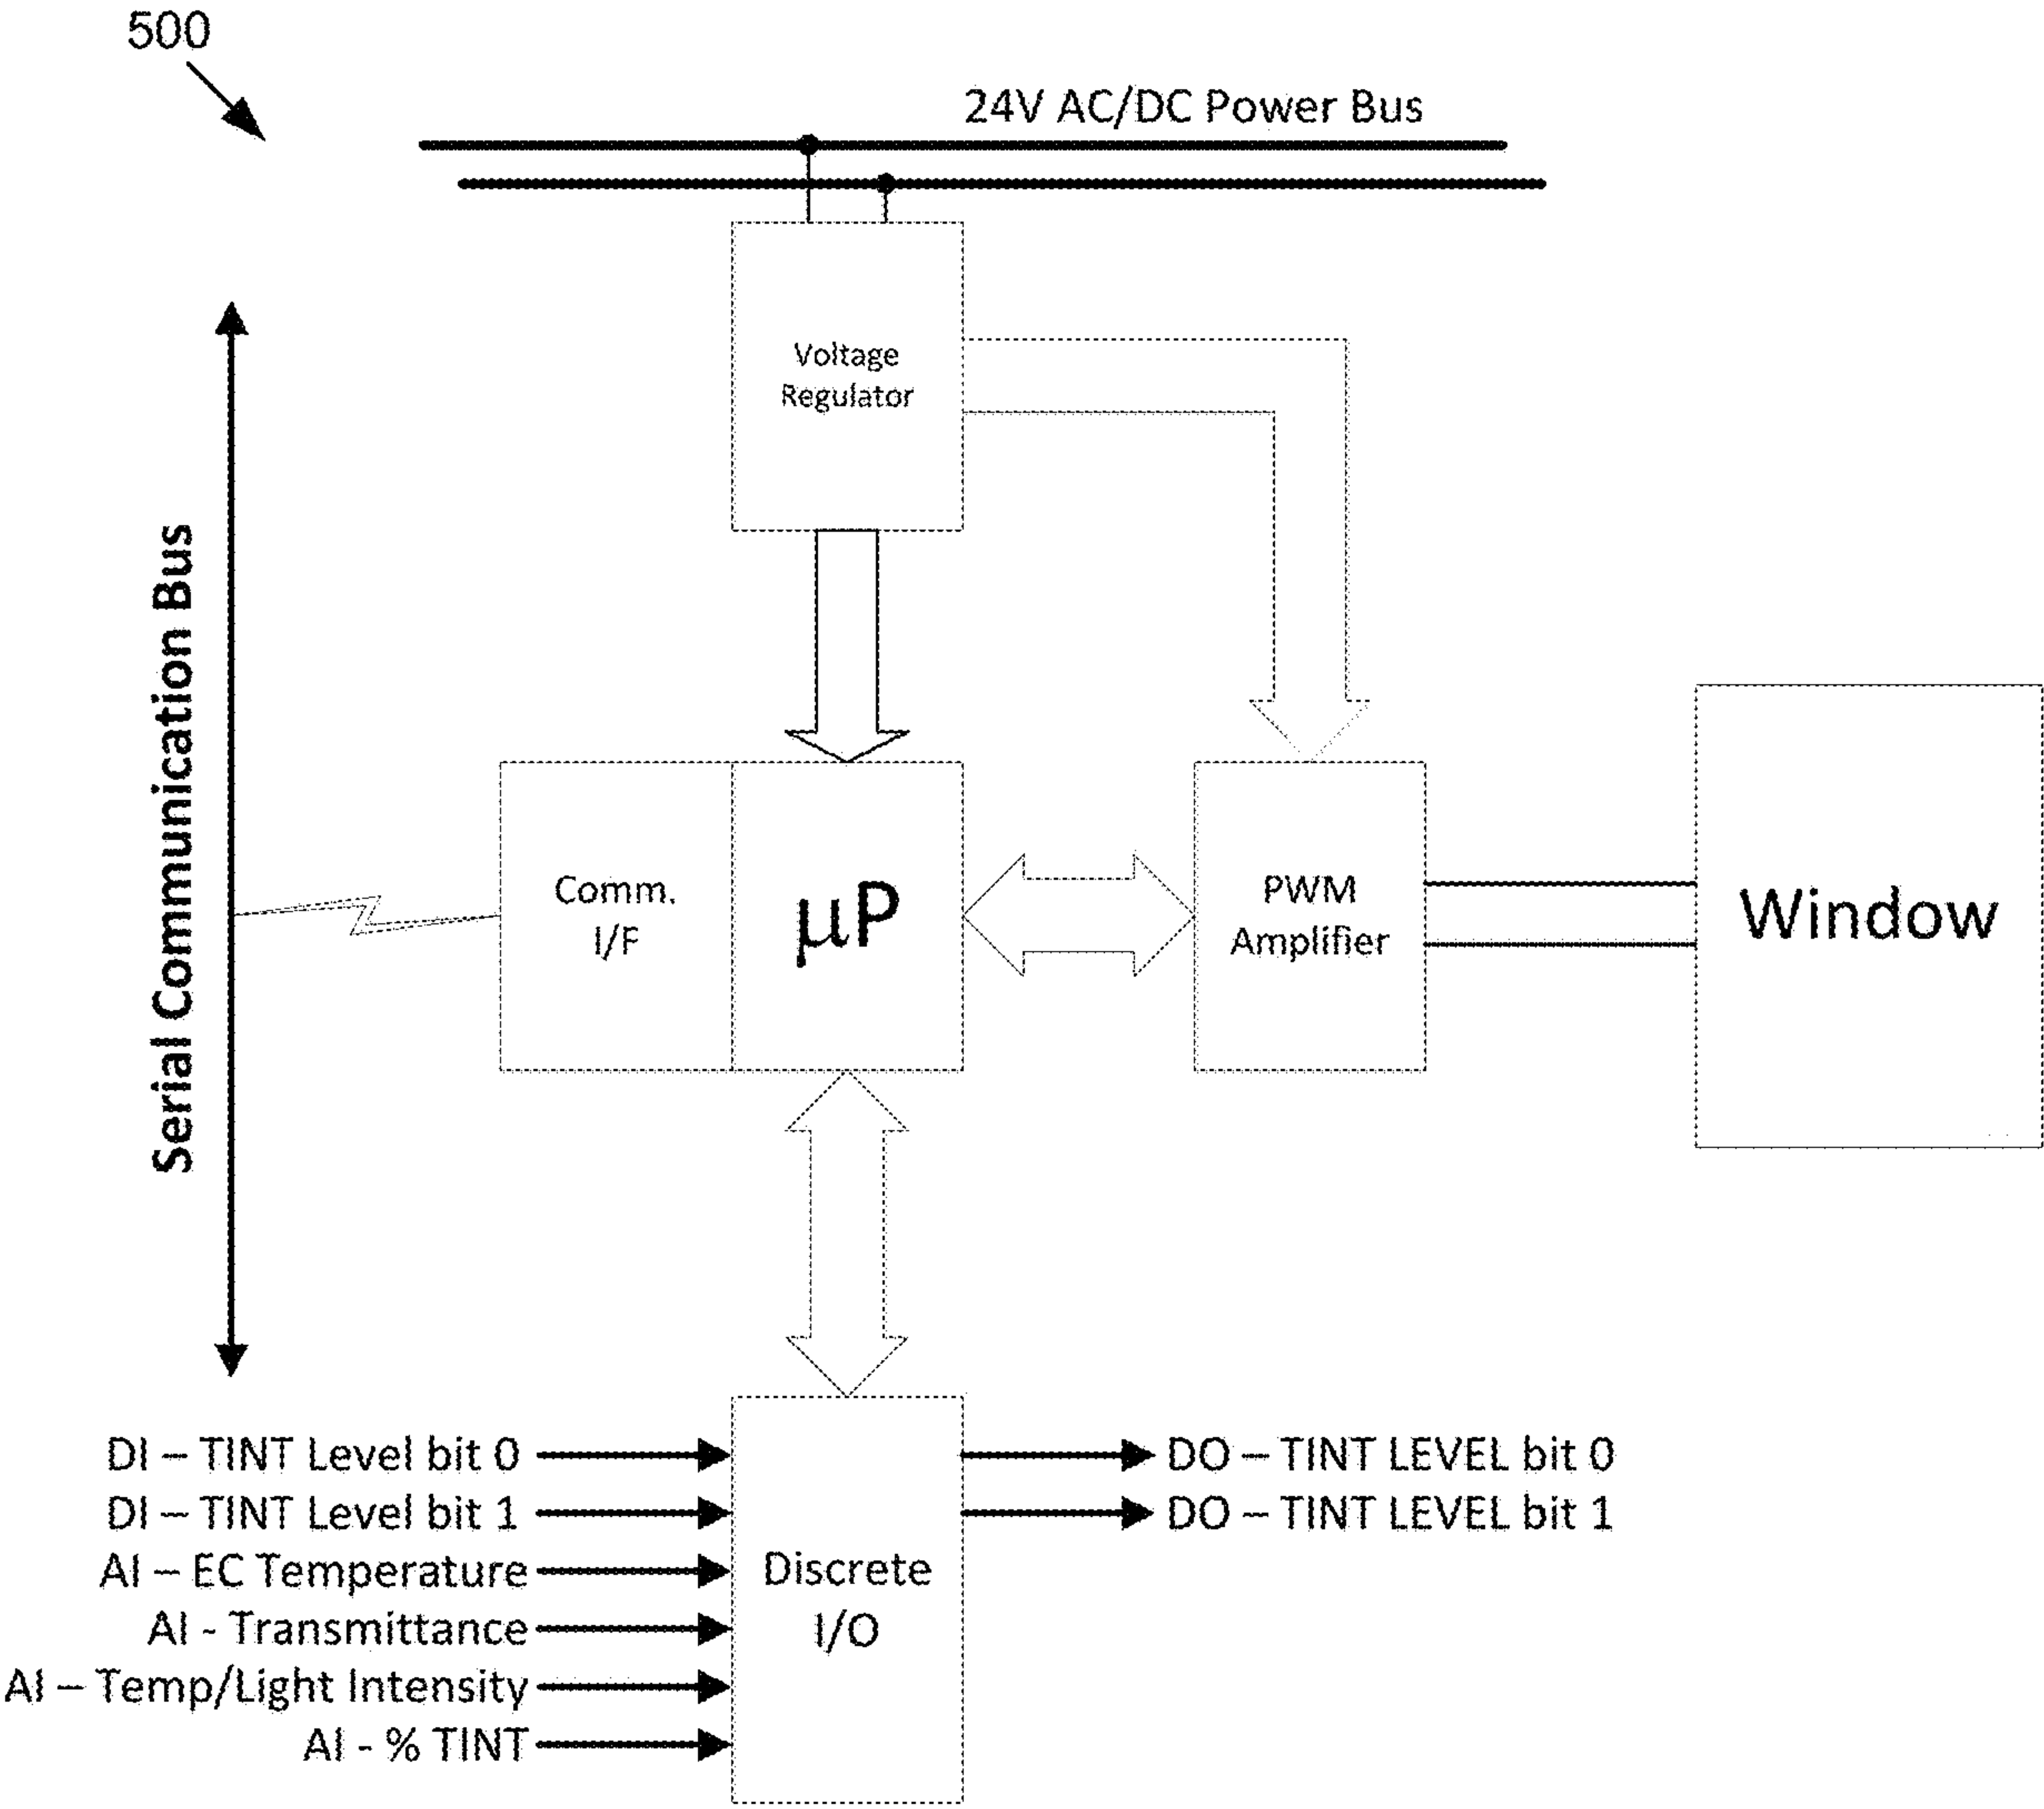 500
24V AC/DC Power Bus
Voltage
Regulator
Serial Communication Bus
Comm.
I/F
μP
PWM
Amplifier
Window
DI – TINT Level bit 0
DI – TINT Level bit 1
AI – EC Temperature
AI - Transmittance
AI – Temp/Light Intensity
AI - % TINT
Discrete
I/O
DO – TINT LEVEL bit 0
DO – TINT LEVEL bit 1